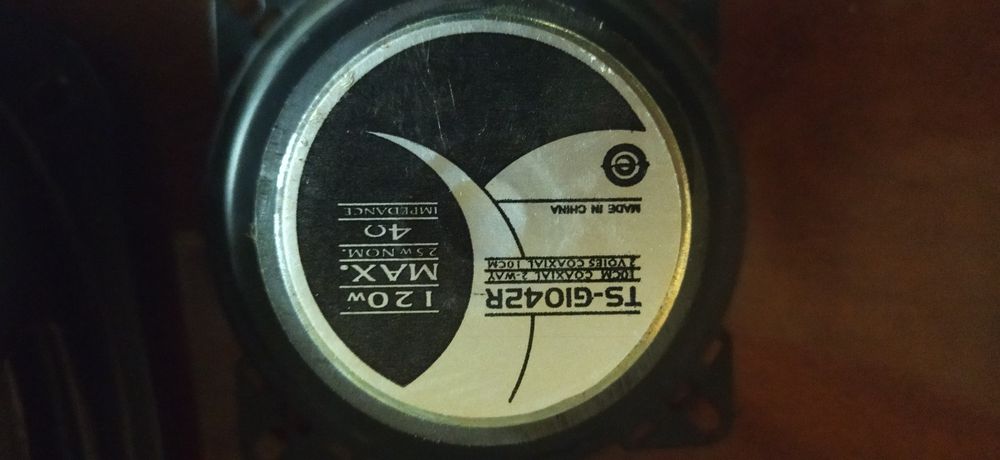 TS-G1042R
10CM COAXIAL 2-WAY
2 VOIES COAXIAL 10CM
MADE IN CHINA
e
120W
MAX.
25W NOM.
4Ω
IMPEDANCE